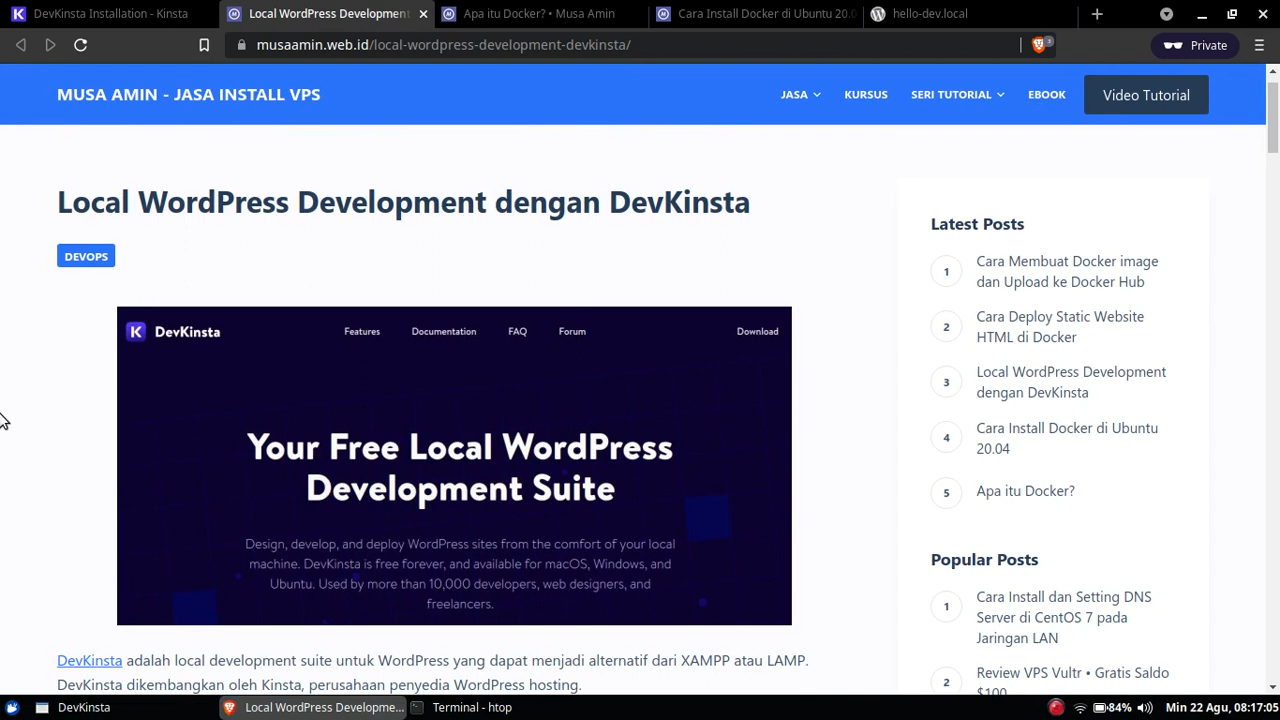 DevKinsta Installation - Kinsta
Local WordPress Development
Apa itu Docker? • Musa Amin
Cara Install Docker di Ubuntu 20.0
hello-dev.local
musaamin.web.id/local-wordpress-development-devkinsta/
3
Private
MUSA AMIN - JASA INSTALL VPS
JASA
KURSUS
SERI TUTORIAL
EBOOK
Video Tutorial
Local WordPress Development dengan DevKinsta
DEVOPS
K DevKinsta
Features
Documentation
FAQ
Forum
Download
Your Free Local WordPress
Development Suite
Design, develop, and deploy WordPress sites from the comfort of your local
machine. DevKinsta is free forever, and available for macOS, Windows, and
Ubuntu. Used by more than 10,000 developers, web designers, and
freelancers.
DevKinsta adalah local development suite untuk WordPress yang dapat menjadi alternatif dari XAMPP atau LAMP.
DevKinsta dikembangkan oleh Kinsta, perusahaan penyedia WordPress hosting.
Latest Posts
1
Cara Membuat Docker image
dan Upload ke Docker Hub
2
Cara Deploy Static Website
HTML di Docker
3
Local WordPress Development
dengan DevKinsta
4
Cara Install Docker di Ubuntu
20.04
5
Apa itu Docker?
Popular Posts
1
Cara Install dan Setting DNS
Server di CentOS 7 pada
Jaringan LAN
2
Review VPS Vultr • Gratis Saldo
$100
DevKinsta
Local WordPress Developme...
Terminal - htop
84%
Min 22 Agu, 08:17:05